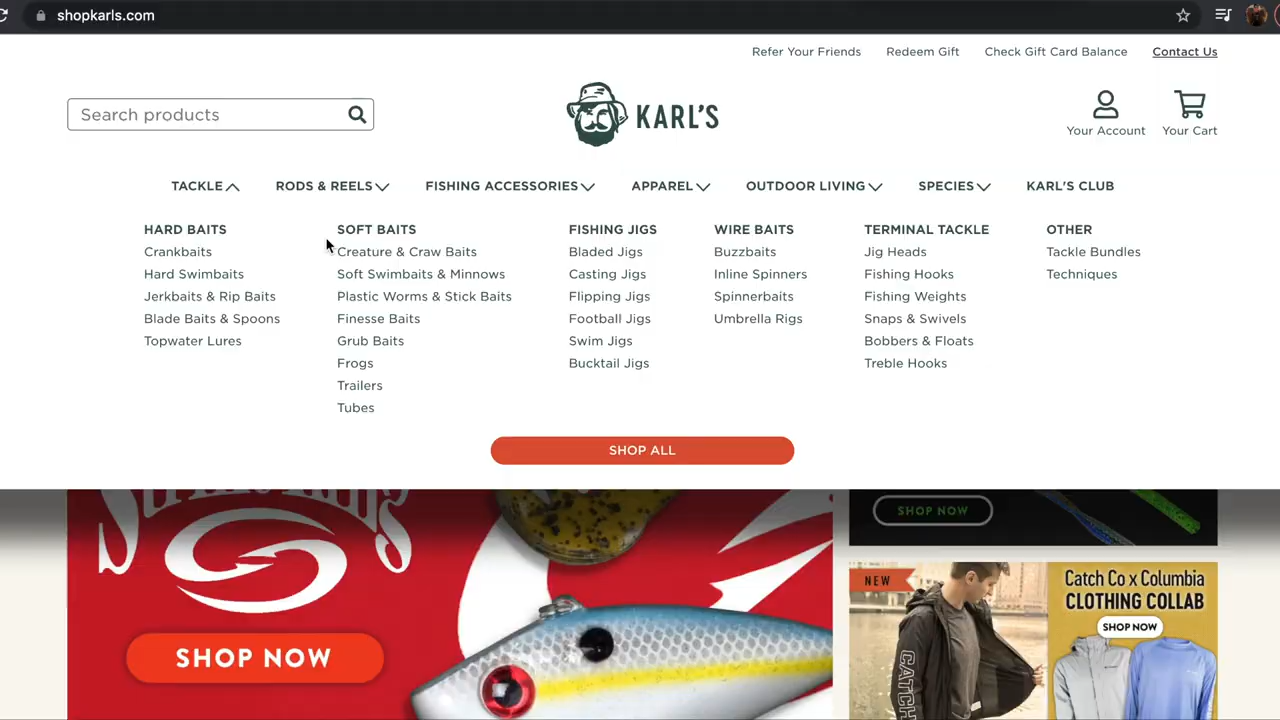 shopkarls.com
Refer Your Friends
Redeem Gift
Check Gift Card Balance
Contact Us
Search products
KARL'S
Your Account
Your Cart
TACKLE
RODS & REELS
FISHING ACCESSORIES
APPAREL
OUTDOOR LIVING
SPECIES
KARL'S CLUB
HARD BAITS
Crankbaits
Hard Swimbaits
Jerkbaits & Rip Baits
Blade Baits & Spoons
Topwater Lures
SOFT BAITS
Creature & Craw Baits
Soft Swimbaits & Minnows
Plastic Worms & Stick Baits
Finesse Baits
Grub Baits
Frogs
Trailers
Tubes
FISHING JIGS
Bladed Jigs
Casting Jigs
Flipping Jigs
Football Jigs
Swim Jigs
Bucktail Jigs
WIRE BAITS
Buzzbaits
Inline Spinners
Spinnerbaits
Umbrella Rigs
TERMINAL TACKLE
Jig Heads
Fishing Hooks
Fishing Weights
Snaps & Swivels
Bobbers & Floats
Treble Hooks
OTHER
Tackle Bundles
Techniques
SHOP ALL
SHOP NOW
SHOP NOW
NEW
Catch Co x Columbia
CLOTHING COLLAB
SHOP NOW
CATCH